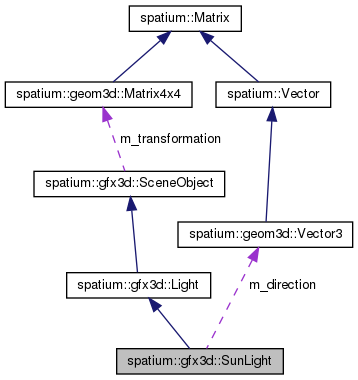 spatium::Matrix
spatium::geom3d::Matrix4x4
spatium::Vector
m_transformation
spatium::gfx3d::SceneObject
spatium::geom3d::Vector3
spatium::gfx3d::Light
m_direction
spatium::gfx3d::SunLight